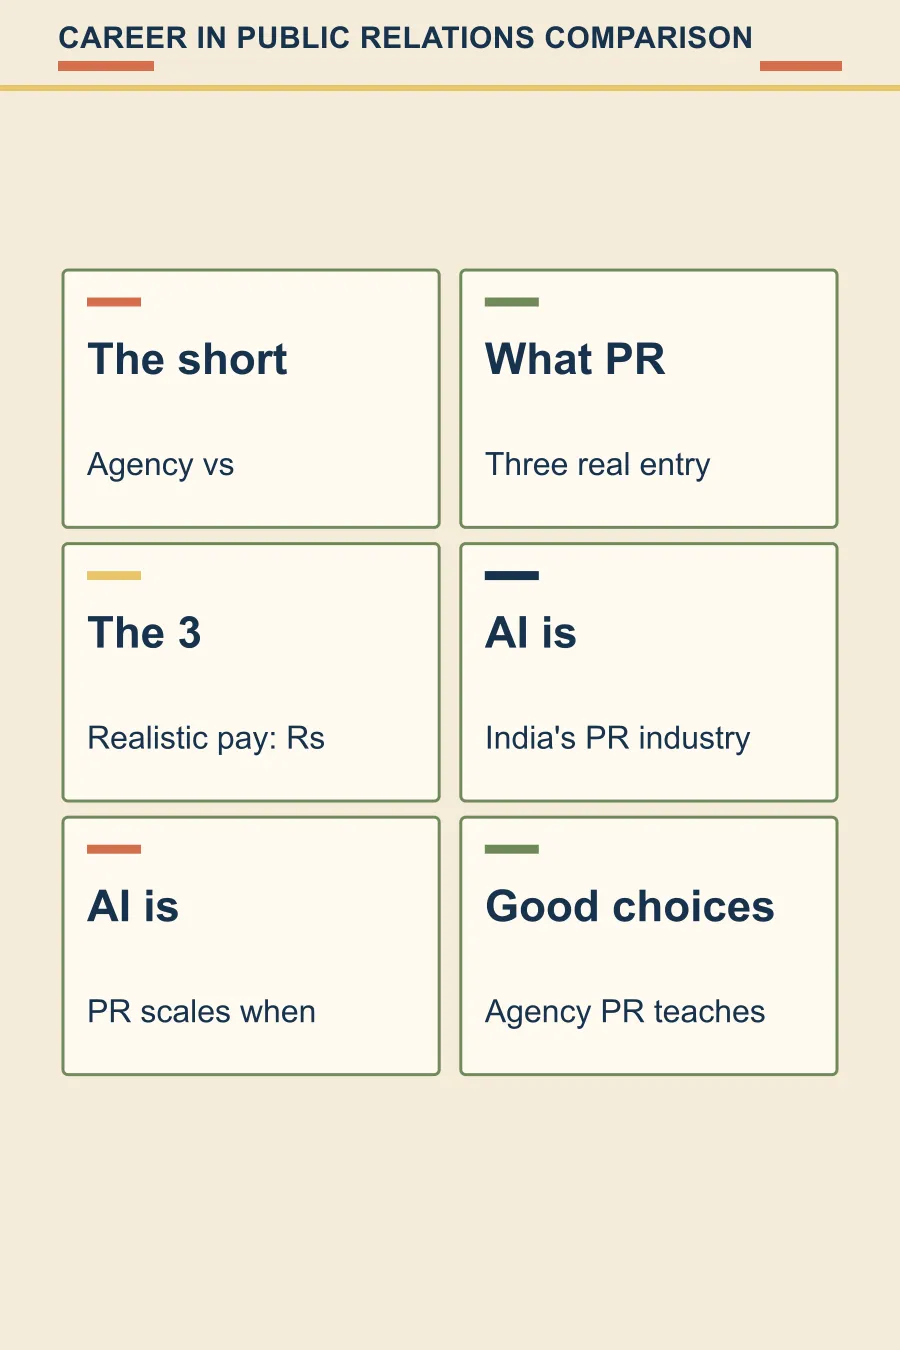 CAREER IN PUBLIC RELATIONS COMPARISON
The short
Agency vs
What PR
Three real entry
The 3
Realistic pay: Rs
AI is
India's PR industry
AI is
PR scales when
Good choices
Agency PR teaches